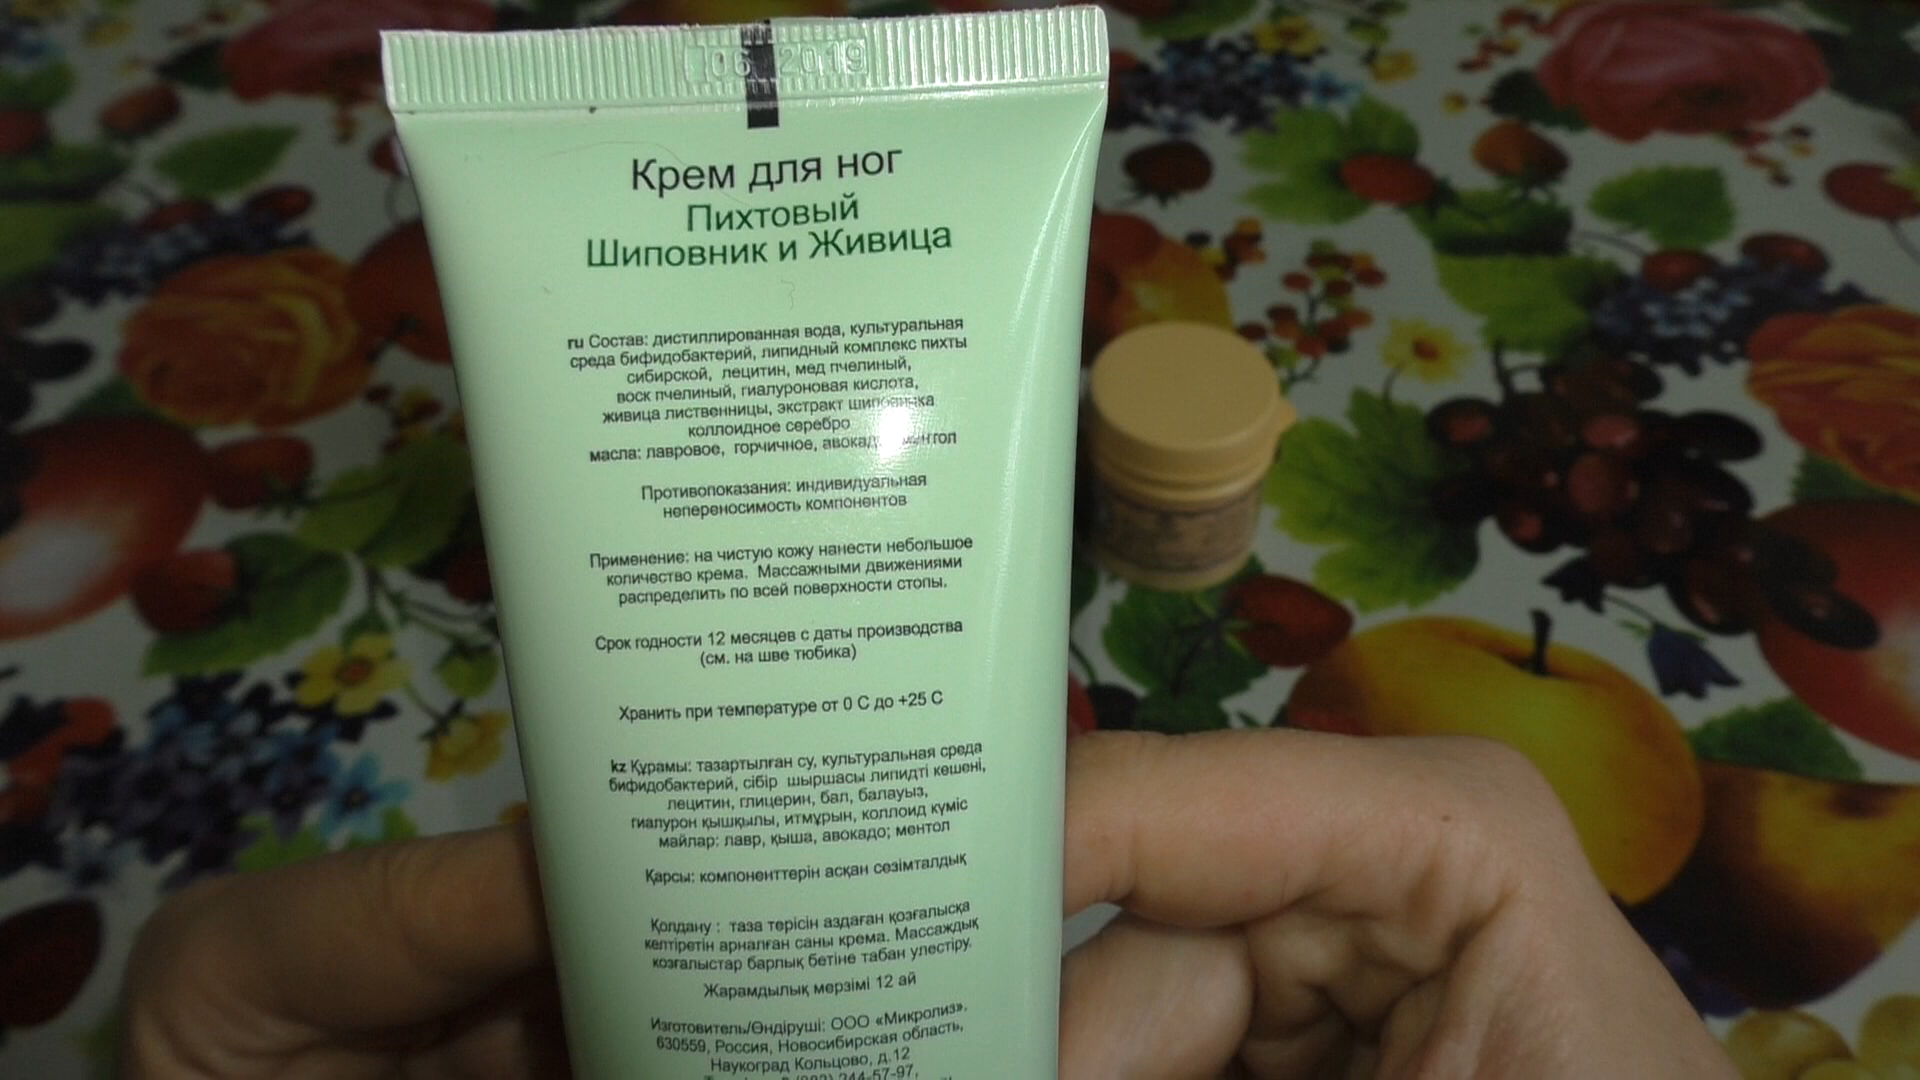 06 2019
Крем для ног
Пихтовый
Шиповник и Живица
ru Состав: дистиллированная вода, культуральная
среда бифидобактерий, липидный комплекс пихты
сибирской, лецитин, мед пчелиный,
воск пчелиный, гиалуроновая кислота,
живица лиственницы, экстракт шиповника
коллоидное серебро
масла: лавровое, горчичное, ментол
Противопоказания: индивидуальная
непереносимость компонентов
Применение: на чистую кожу нанести небольшое
количество крема. Массажными движениями
распределить по всей поверхности стопы.
Срок годности 12 месяцев с даты производства
(см. на шве тюбика)
Хранить при температуре от 0 С до +25 С
kz Құрамы: тазартылған су, культуральная среда
бифидобактерий, сібір шыршасы липидті кешені,
лецитин, глицерин, бал, балауыз,
гиалурон қышқылы, итмұрын, коллоид күміс
майлар: лавр, қыша, авокадо; ментол
Қарсы: компоненттерін асқан сезімталдық
Қолдану : таза терісін аздаған қозғалысқа
келтіретін арналған саны крема. Массаждық
козғалыстар барлық бетіне табан улестіру.
Жарамдылық мерзімі 12 ай
Изготовитель/Өндіруші: ООО «Микролиз».
630559, Россия, Новосибирская область,
Наукоград Кольцово, д.12
244-57-97,